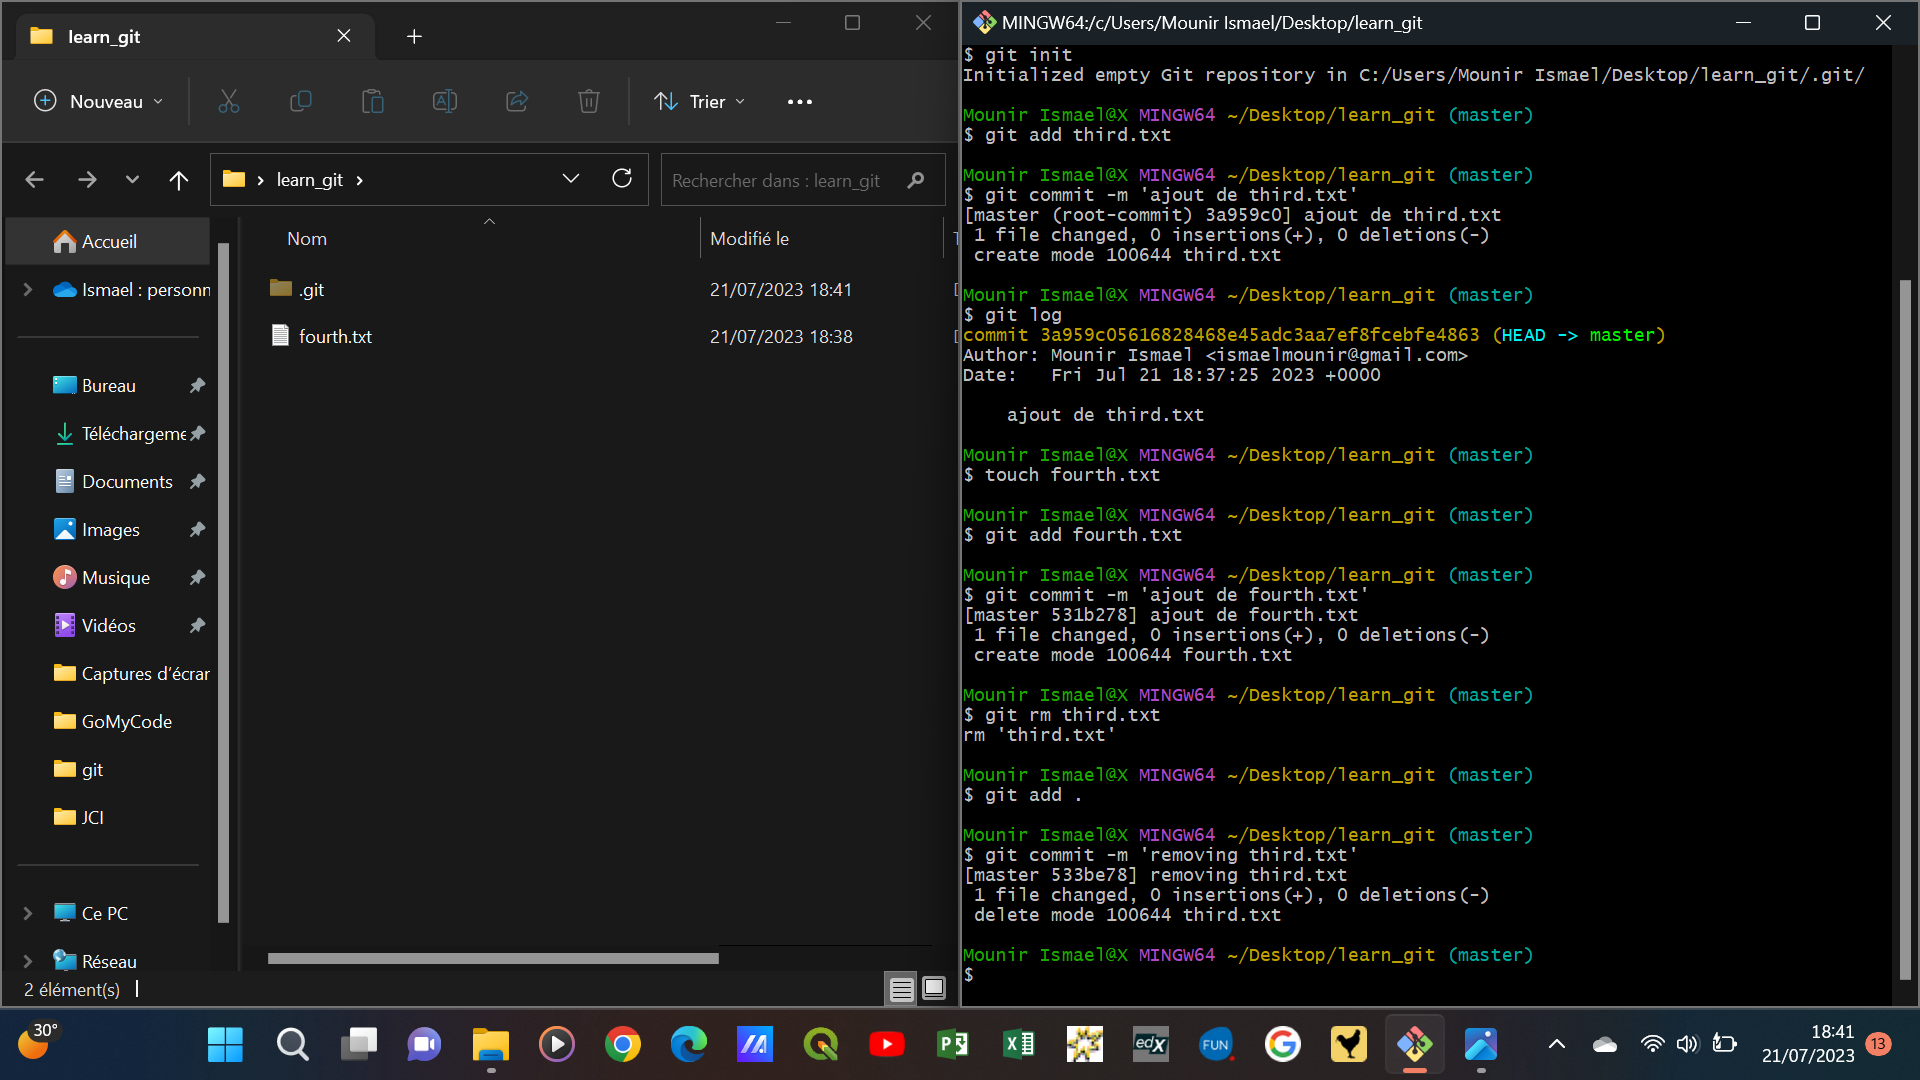 learn_git
Nouveau
Trier
learn_git
Rechercher dans : learn_git
Accueil
Ismael : personn
Bureau
Téléchargeme
Documents
Images
Musique
Vidéos
Captures d’écrar
GoMyCode
git
JCI
Ce PC
Réseau
Nom
Modifié le
.git
21/07/2023 18:41
fourth.txt
21/07/2023 18:38
2 élément(s)
MINGW64:/c/Users/Mounir Ismael/Desktop/learn_git
$ git init
Initialized empty Git repository in C:/Users/Mounir Ismael/Desktop/learn_git/.git/
Mounir Ismael@X MINGW64 ~/Desktop/learn_git (master)
$ git add third.txt
Mounir Ismael@X MINGW64 ~/Desktop/learn_git (master)
$ git commit -m 'ajout de third.txt'
[master (root-commit) 3a959c0] ajout de third.txt
1 file changed, 0 insertions(+), 0 deletions(-)
create mode 100644 third.txt
Mounir Ismael@X MINGW64 ~/Desktop/learn_git (master)
$ git log
commit 3a959c05616828468e45adc3aa7ef8fcebfe4863 (HEAD -> master)
Author: Mounir Ismael <ismaelmounir@gmail.com>
Date:   Fri Jul 21 18:37:25 2023 +0000
ajout de third.txt
Mounir Ismael@X MINGW64 ~/Desktop/learn_git (master)
$ touch fourth.txt
Mounir Ismael@X MINGW64 ~/Desktop/learn_git (master)
$ git add fourth.txt
Mounir Ismael@X MINGW64 ~/Desktop/learn_git (master)
$ git commit -m 'ajout de fourth.txt'
[master 531b278] ajout de fourth.txt
1 file changed, 0 insertions(+), 0 deletions(-)
create mode 100644 fourth.txt
Mounir Ismael@X MINGW64 ~/Desktop/learn_git (master)
$ git rm third.txt
rm 'third.txt'
Mounir Ismael@X MINGW64 ~/Desktop/learn_git (master)
$ git add .
Mounir Ismael@X MINGW64 ~/Desktop/learn_git (master)
$ git commit -m 'removing third.txt'
[master 533be78] removing third.txt
1 file changed, 0 insertions(+), 0 deletions(-)
delete mode 100644 third.txt
Mounir Ismael@X MINGW64 ~/Desktop/learn_git (master)
$
30°
edX
FUN
18:41
21/07/2023
13